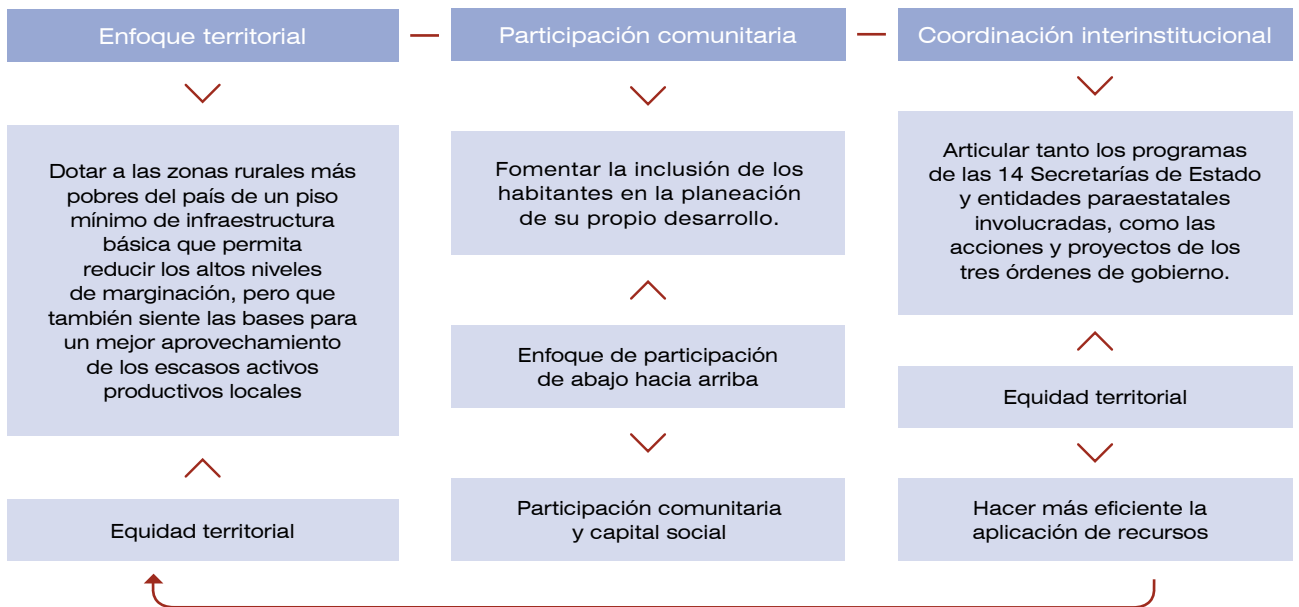 Enfoque territorial
Participación comunitaria
Coordinación interinstitucional
Dotar a las zonas rurales más
pobres del país de un piso
mínimo de infraestructura
básica que permita
reducir los altos niveles
de marginación, pero que
también siente las bases para
un mejor aprovechamiento
de los escasos activos
productivos locales
Equidad territorial
Fomentar la inclusión de los
habitantes en la planeación
de su propio desarrollo.
Enfoque de participación
de abajo hacia arriba
Participación comunitaria
y capital social
Articular tanto los programas
de las 14 Secretarías de Estado
y entidades paraestatales
involucradas, como las
acciones y proyectos de los
tres órdenes de gobierno.
Equidad territorial
Hacer más eficiente la
aplicación de recursos